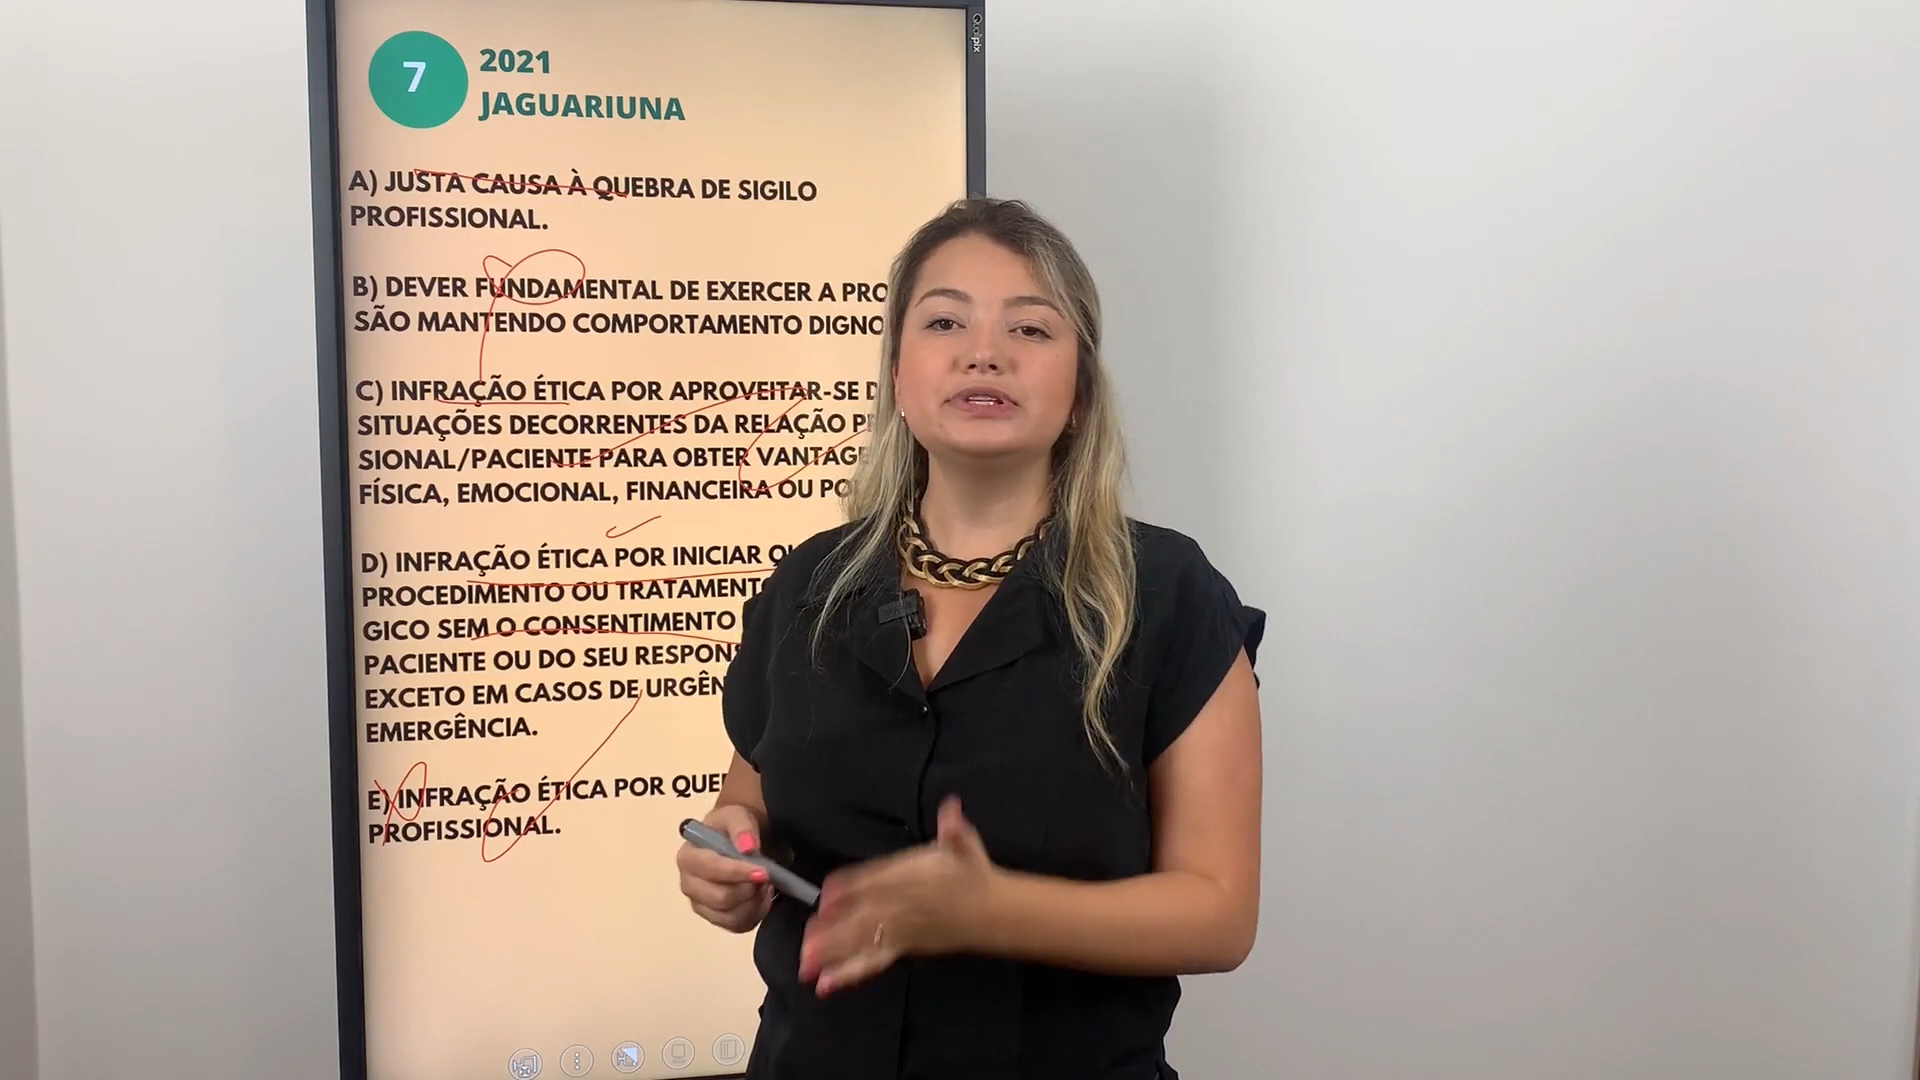 7
2021
JAGUARIUNA
Qualpix
A) JUSTA CAUSA À QUEBRA DE SIGILO
PROFISSIONAL.
B) DEVER FUNDAMENTAL DE EXERCER A PRO
SÃO MANTENDO COMPORTAMENTO DIGNO
C) INFRAÇÃO ÉTICA POR APROVEITAR-SE D
SITUAÇÕES DECORRENTES DA RELAÇÃO
SIONAL/PACIENTE PARA OBTER VANTAGE
FÍSICA, EMOCIONAL, FINANCEIRA OU PO
D) INFRAÇÃO ÉTICA POR INICIAR
PROCEDIMENTO OU TRATAMENTO
GICO SEM O CONSENTIMENTO
PACIENTE OU DO SEU RESPONS
EXCETO EM CASOS DE URGÊN
EMERGÊNCIA.
E) INFRAÇÃO ÉTICA POR QUE
PROFISSIONAL.